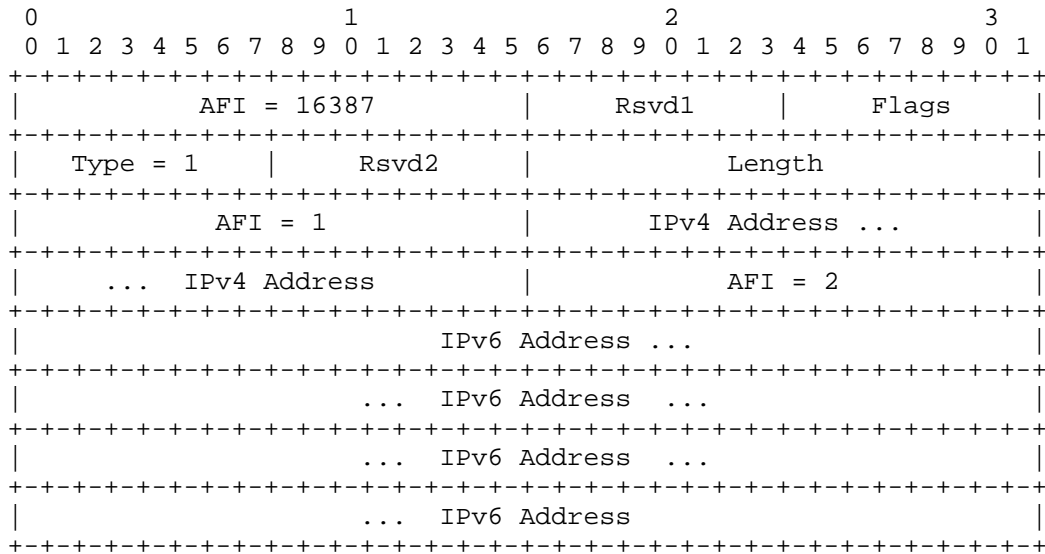 0                   1                   2                   3
0 1 2 3 4 5 6 7 8 9 0 1 2 3 4 5 6 7 8 9 0 1 2 3 4 5 6 7 8 9 0 1
+-+-+-+-+-+-+-+-+-+-+-+-+-+-+-+-+-+-+-+-+-+-+-+-+-+-+-+-+-+-+-+-+
|           AFI = 16387         |     Rsvd1     |     Flags     |
+-+-+-+-+-+-+-+-+-+-+-+-+-+-+-+-+-+-+-+-+-+-+-+-+-+-+-+-+-+-+-+-+
|   Type = 1    |     Rsvd2     |            Length             |
+-+-+-+-+-+-+-+-+-+-+-+-+-+-+-+-+-+-+-+-+-+-+-+-+-+-+-+-+-+-+-+-+
|            AFI = 1            |       IPv4 Address ...        |
+-+-+-+-+-+-+-+-+-+-+-+-+-+-+-+-+-+-+-+-+-+-+-+-+-+-+-+-+-+-+-+-+
|     ...  IPv4 Address         |            AFI = 2            |
+-+-+-+-+-+-+-+-+-+-+-+-+-+-+-+-+-+-+-+-+-+-+-+-+-+-+-+-+-+-+-+-+
|                          IPv6 Address ...                     |
+-+-+-+-+-+-+-+-+-+-+-+-+-+-+-+-+-+-+-+-+-+-+-+-+-+-+-+-+-+-+-+-+
|                     ...  IPv6 Address  ...                    |
+-+-+-+-+-+-+-+-+-+-+-+-+-+-+-+-+-+-+-+-+-+-+-+-+-+-+-+-+-+-+-+-+
|                     ...  IPv6 Address  ...                    |
+-+-+-+-+-+-+-+-+-+-+-+-+-+-+-+-+-+-+-+-+-+-+-+-+-+-+-+-+-+-+-+-+
|                     ...  IPv6 Address                         |
+-+-+-+-+-+-+-+-+-+-+-+-+-+-+-+-+-+-+-+-+-+-+-+-+-+-+-+-+-+-+-+-+